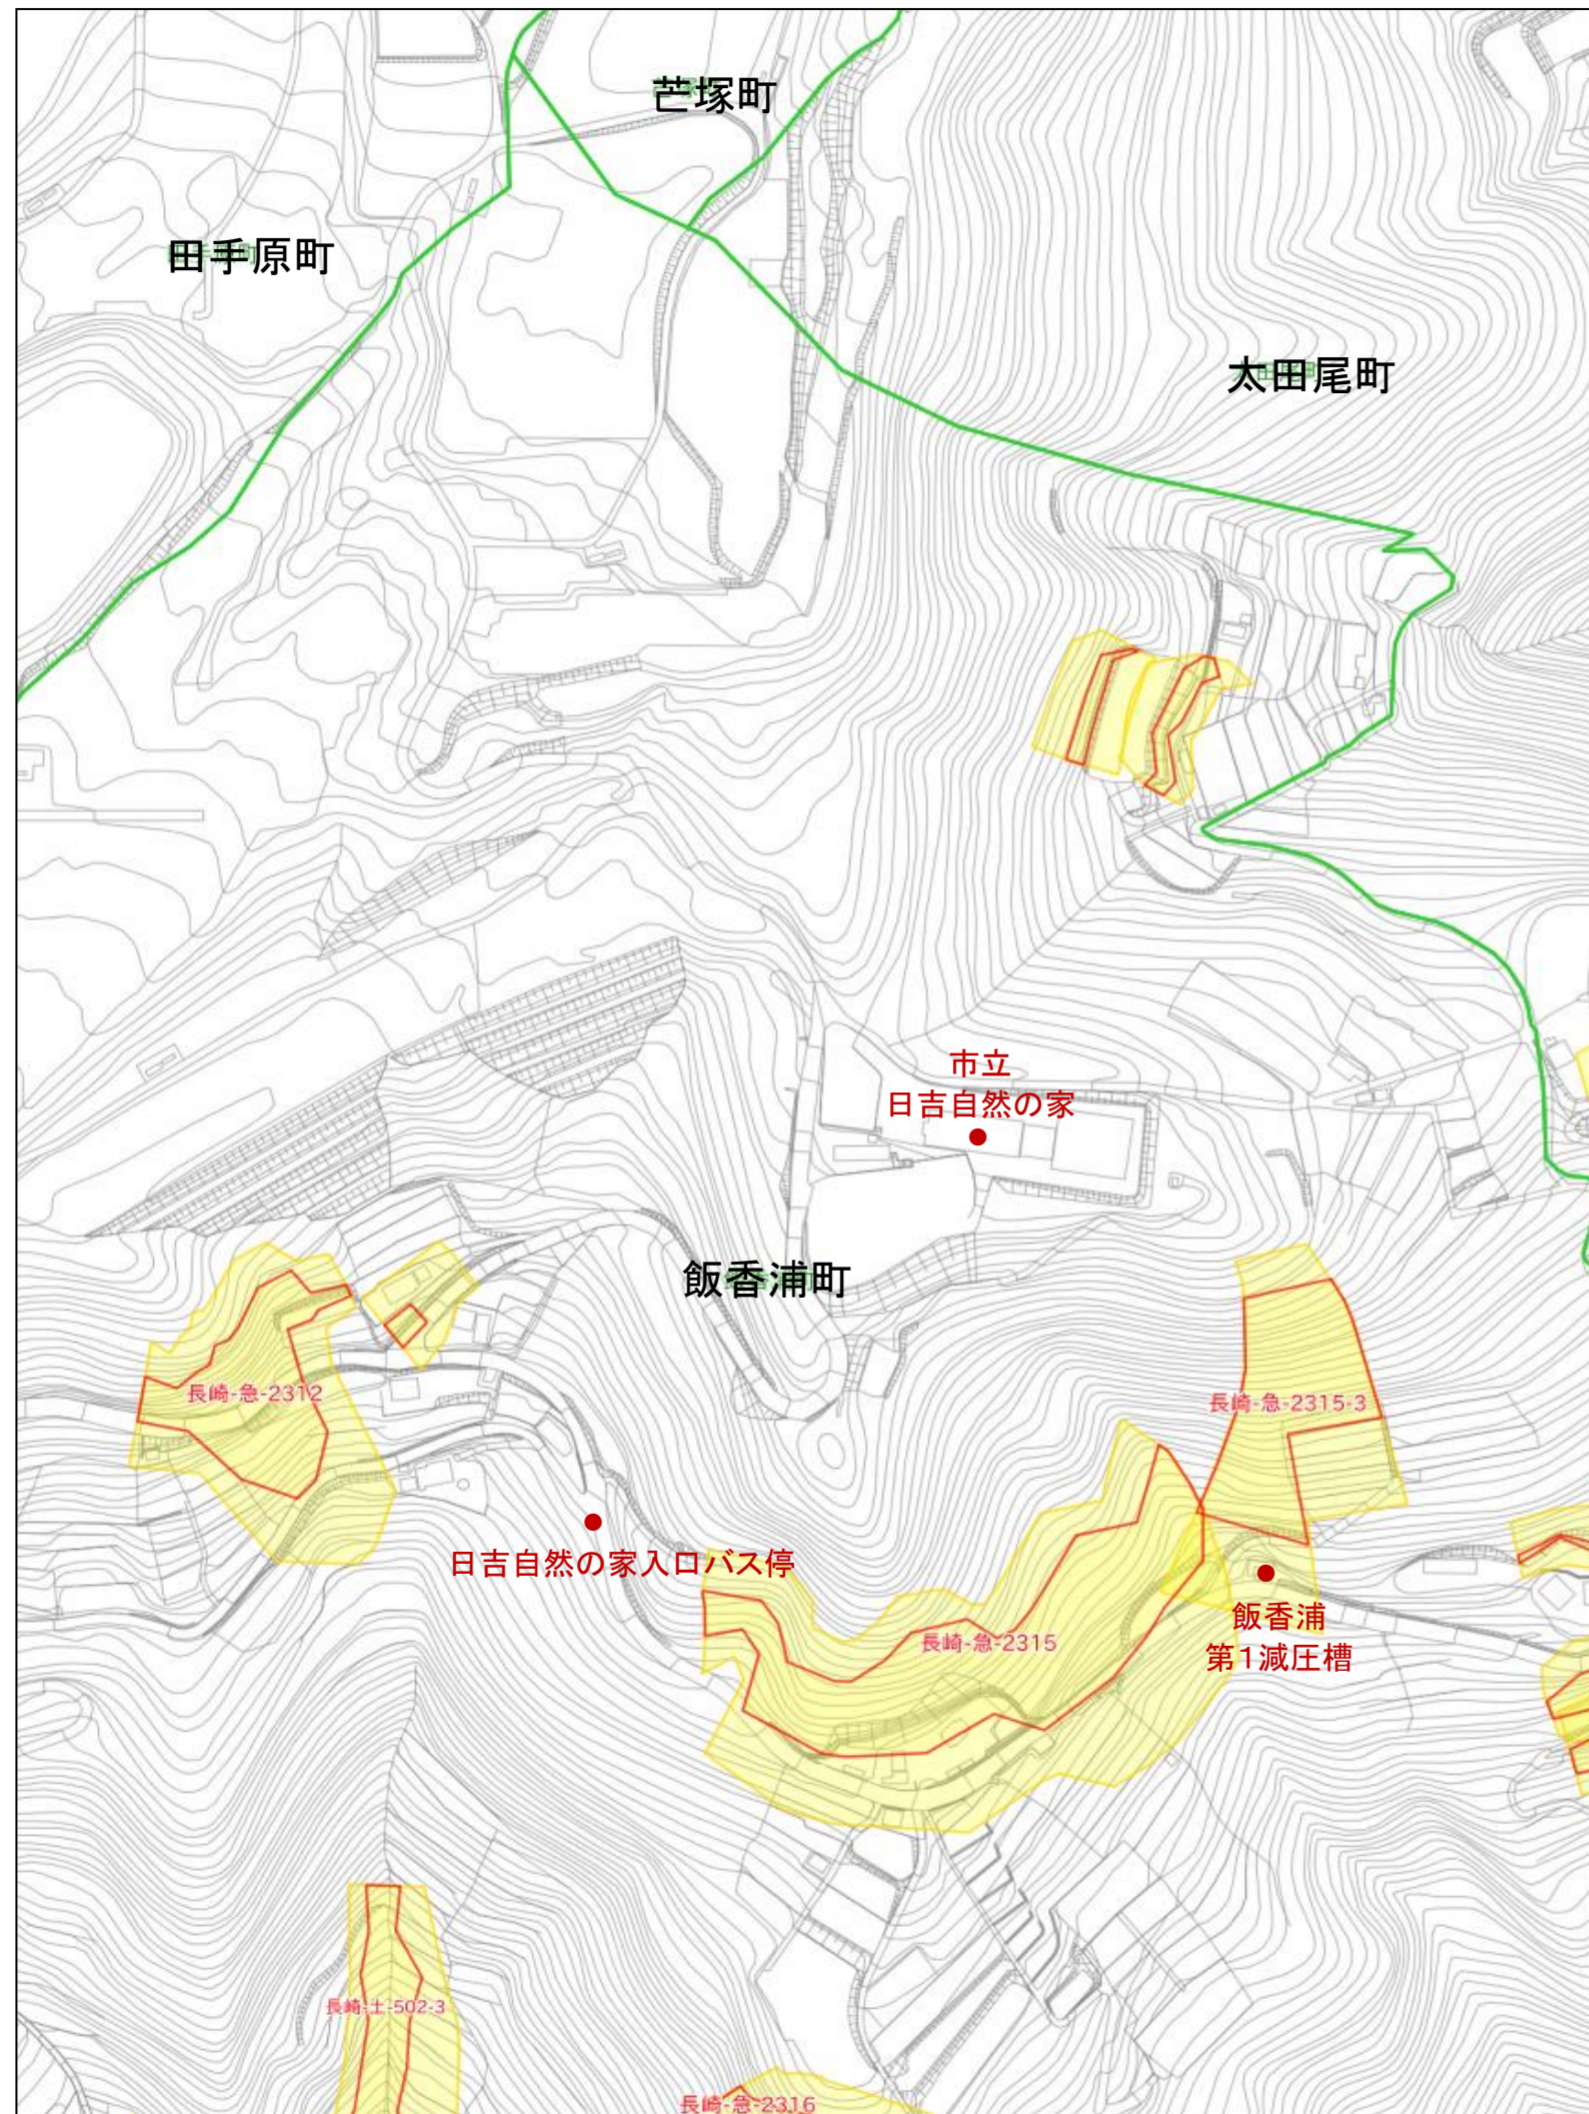 芒塚町
田手原町
太田尾町
市立
日吉自然の家
飯香浦町
長崎-急-2312
長崎-急-2315-3
日吉自然の家入口バス停
飯香浦
第1減圧槽
長崎-急-2315
長崎-土-502-3
長崎-急-2316